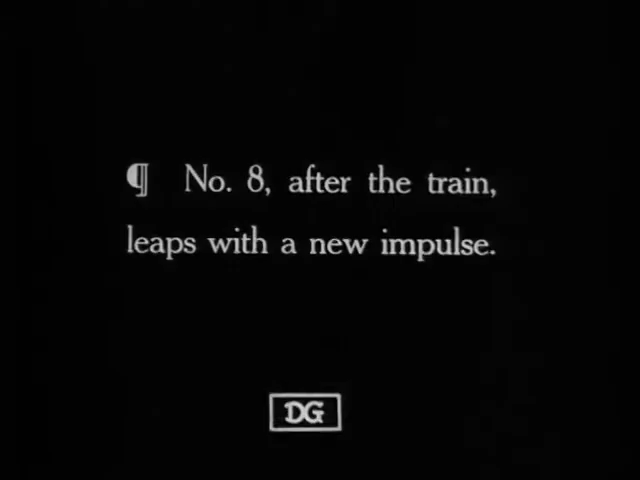 ¶ No. 8, after the train,
leaps with a new impulse.
DG